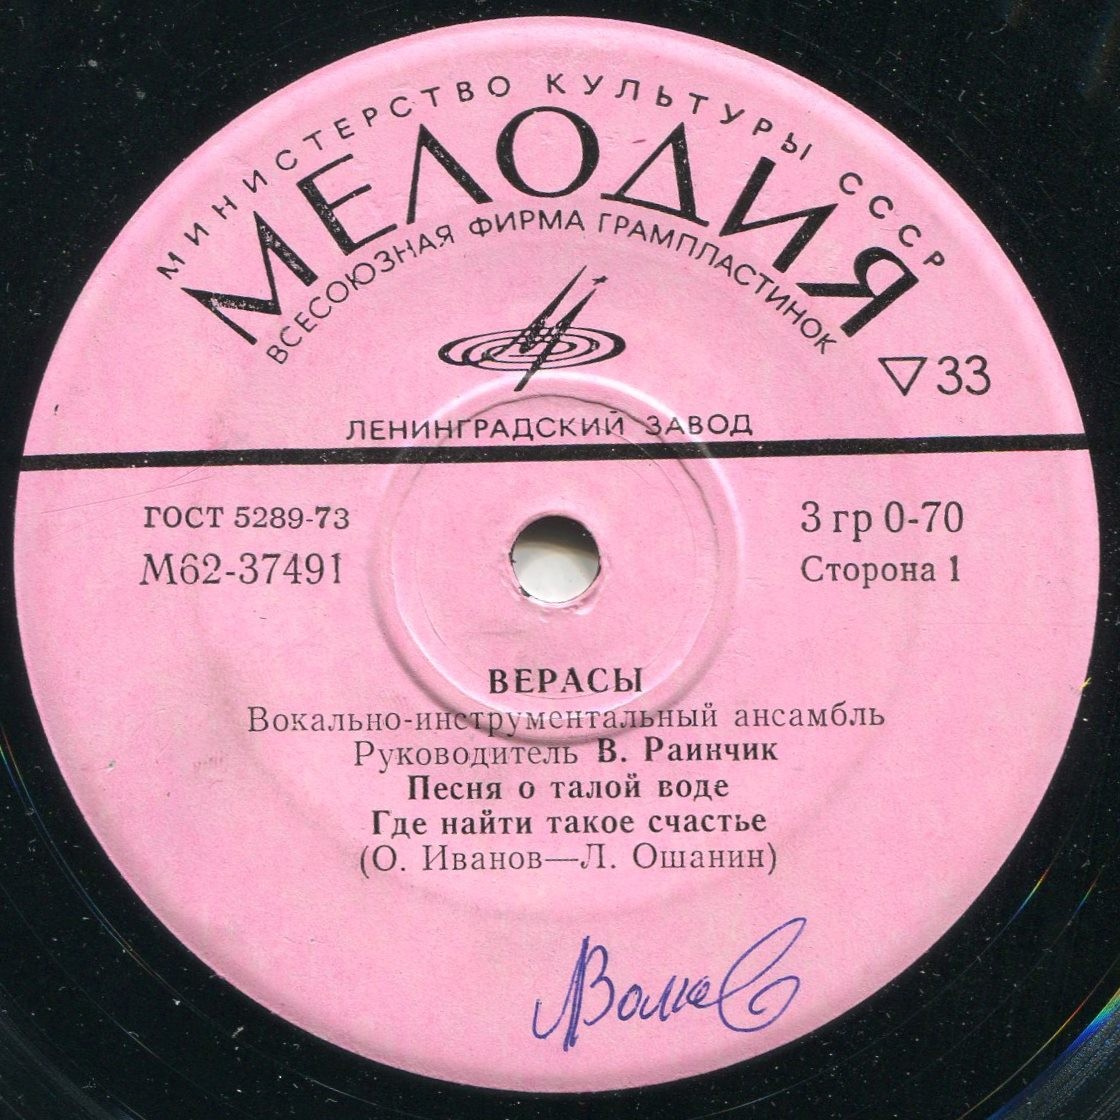 МИНИСТЕРСТВО КУЛЬТУРЫ СССР
МЕЛОДИЯ
ВСЕСОЮЗНАЯ ФИРМА ГРАМПЛАСТИНОК
▽33
ЛЕНИНГРАДСКИЙ ЗАВОД
ГОСТ 5289-73
М62-37491
3 гр 0-70
Сторона 1
ВЕРАСЫ
Вокально-инструментальный ансамбль
Руководитель В. Раинчик
Песня о талой воде
Где найти такое счастье
(О. Иванов—Л. Ошанин)